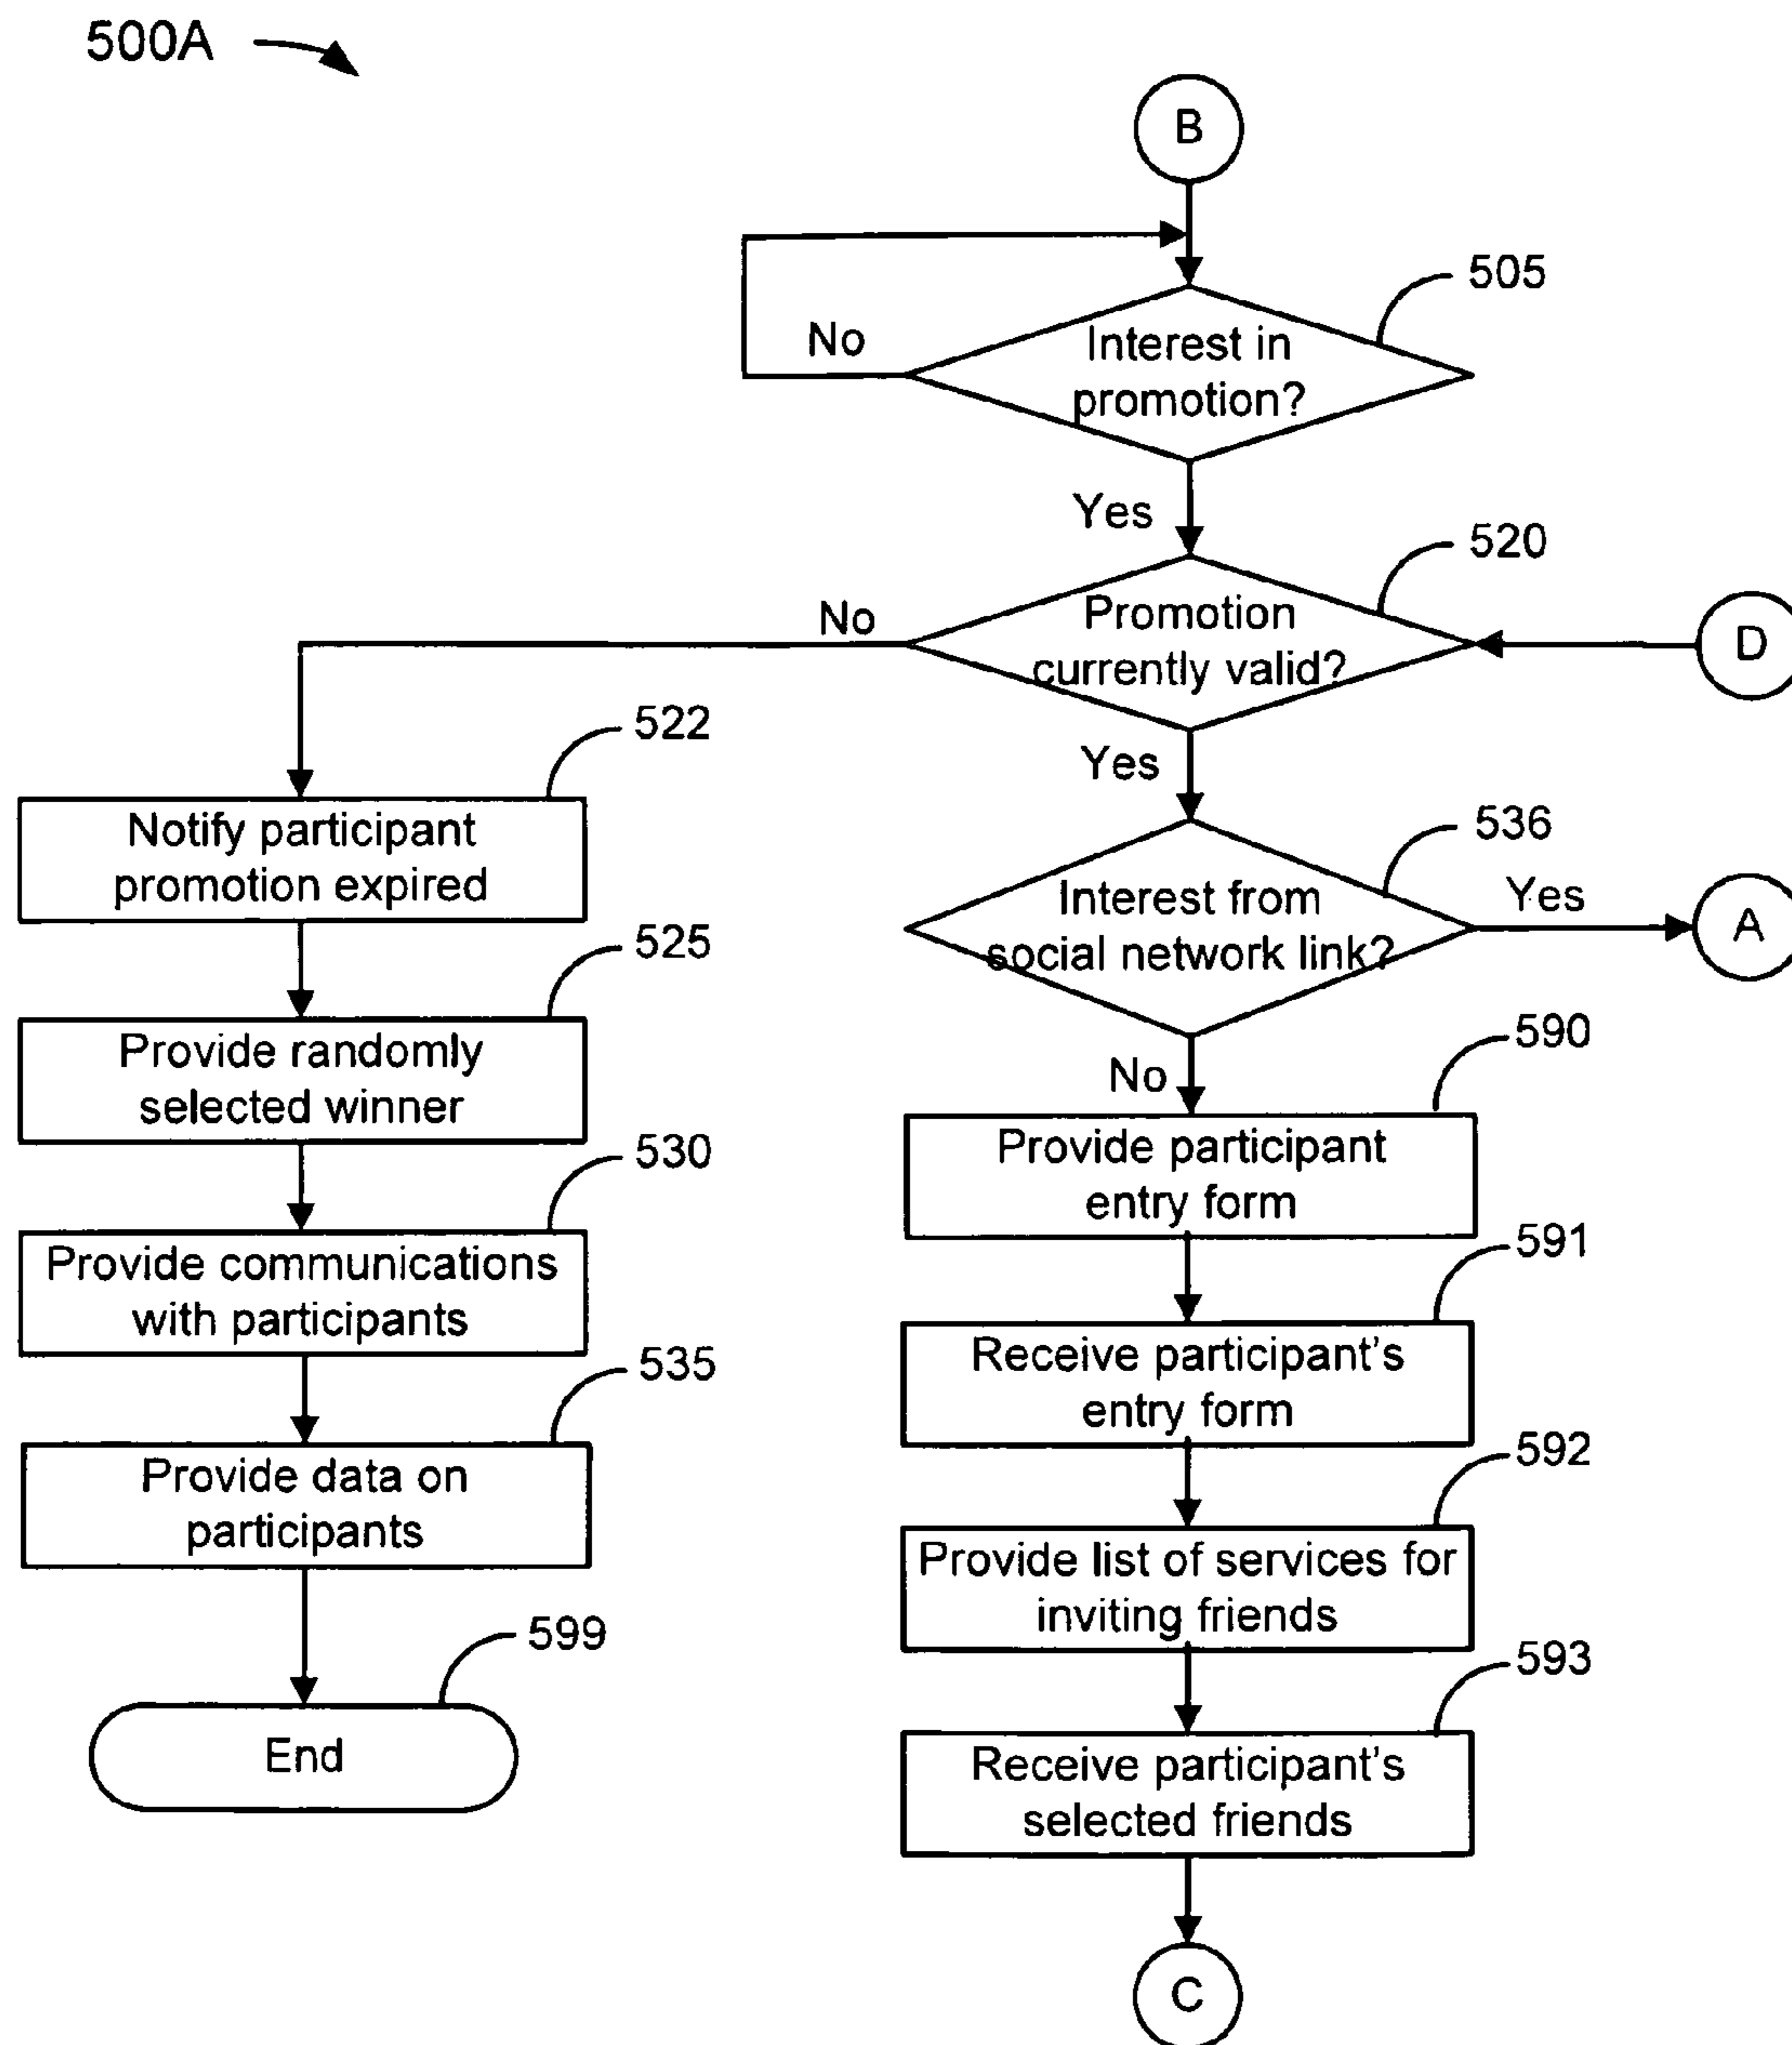 500A
B
505
No
Interest in
promotion?
Yes
520
No
Promotion
currently valid?
D
Yes
522
Notify participant
promotion expired
536
Interest from
social network link?
Yes
A
525
Provide randomly
selected winner
No
590
Provide participant
entry form
530
Provide communications
with participants
591
Receive participant's
entry form
535
Provide data on
participants
592
Provide list of services for
inviting friends
599
End
593
Receive participant's
selected friends
C